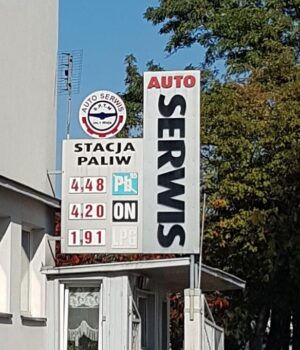 AUTO SERWIS
AUTO
SERWIS
STACJA
PALIW
4,48 Pb
4,20 ON
1,91 LPG